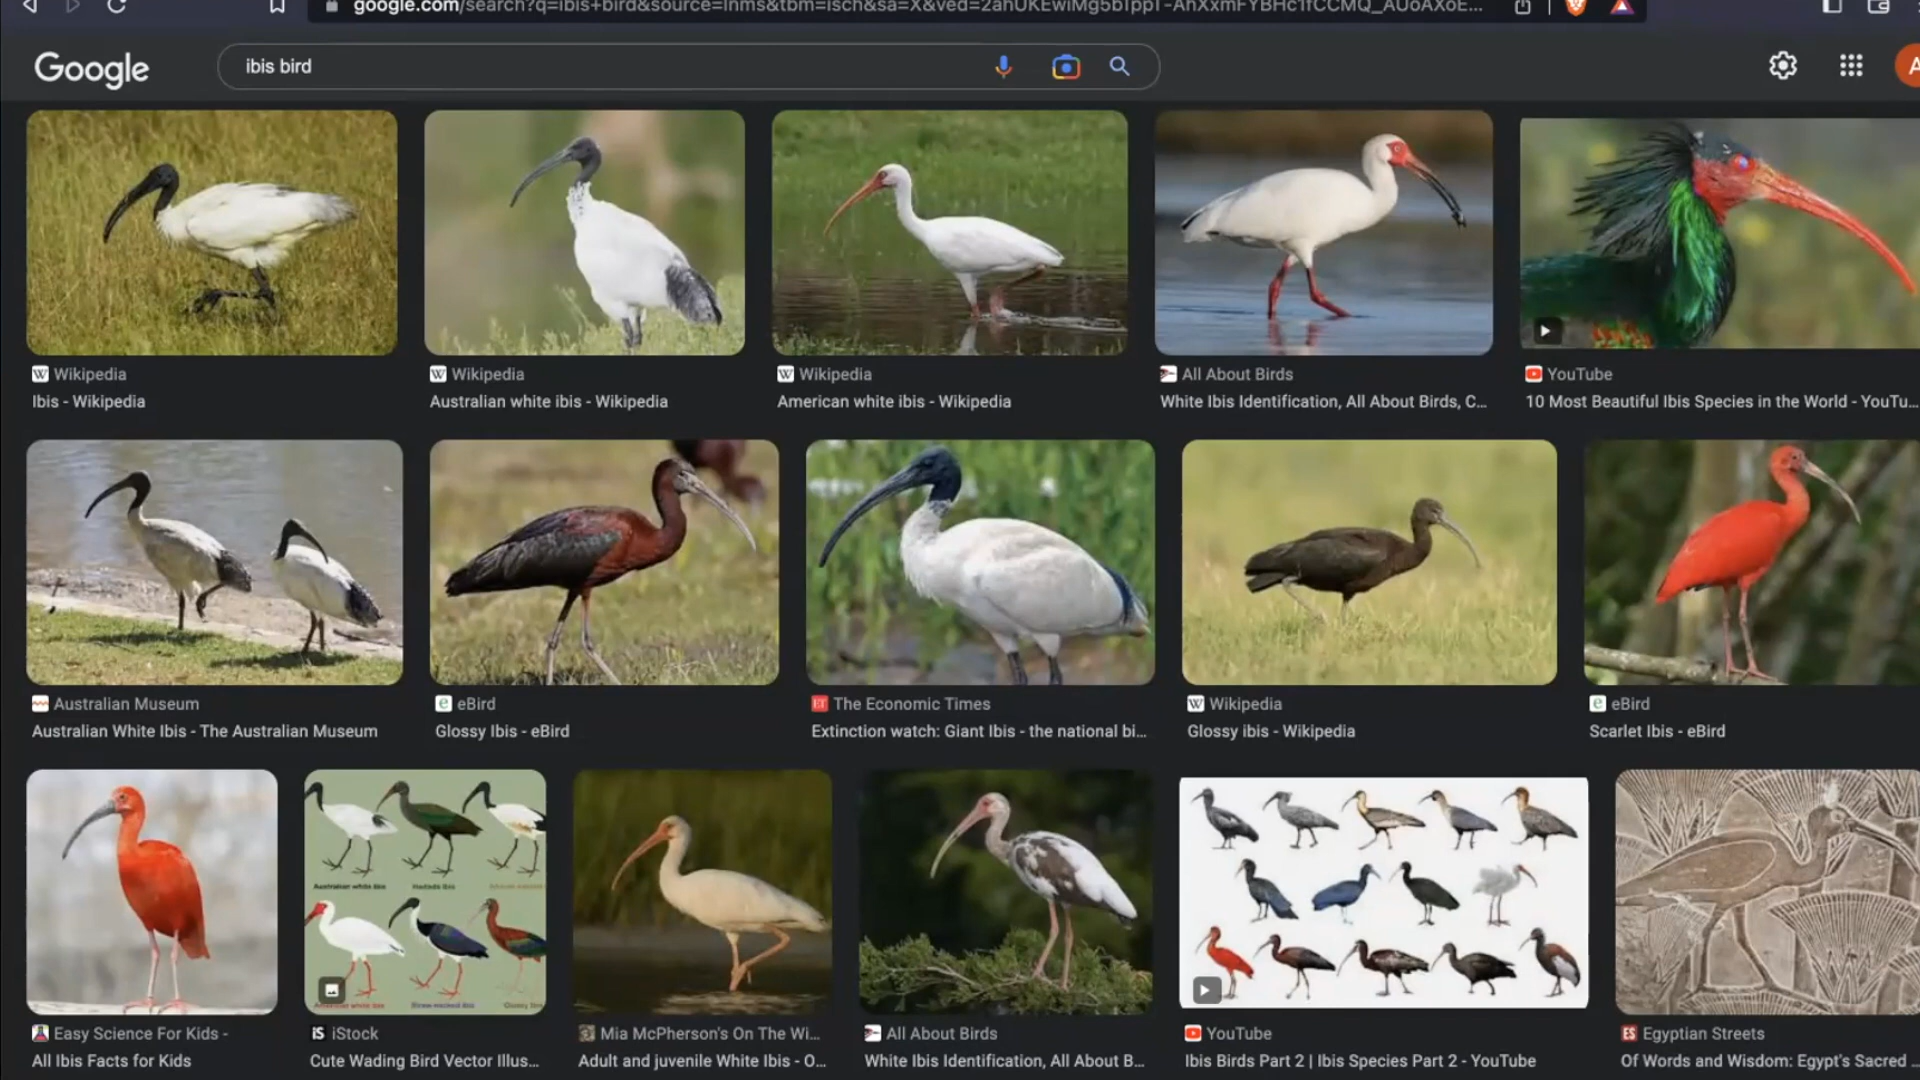 google.com/search?q=ibis+bird&source=lnms&tbm=isch&sa=X&ved=
Google
ibis bird
A
Wikipedia
Ibis - Wikipedia
Wikipedia
Australian white ibis - Wikipedia
Wikipedia
American white ibis - Wikipedia
All About Birds
White Ibis Identification, All About Birds, C...
YouTube
10 Most Beautiful Ibis Species in the World - YouTu...
Australian Museum
Australian White Ibis - The Australian Museum
eBird
Glossy Ibis - eBird
ET The Economic Times
Extinction watch: Giant Ibis - the national bi...
Wikipedia
Glossy ibis - Wikipedia
eBird
Scarlet Ibis - eBird
Australian white ibis
Easy Science For Kids -
All Ibis Facts for Kids
iS iStock
Cute Wading Bird Vector Illus...
Mia McPherson's On The Wi...
Adult and juvenile White Ibis - O...
All About Birds
White Ibis Identification, All About B...
YouTube
Ibis Birds Part 2 | Ibis Species Part 2 - YouTube
ES Egyptian Streets
Of Words and Wisdom: Egypt's Sacred ...